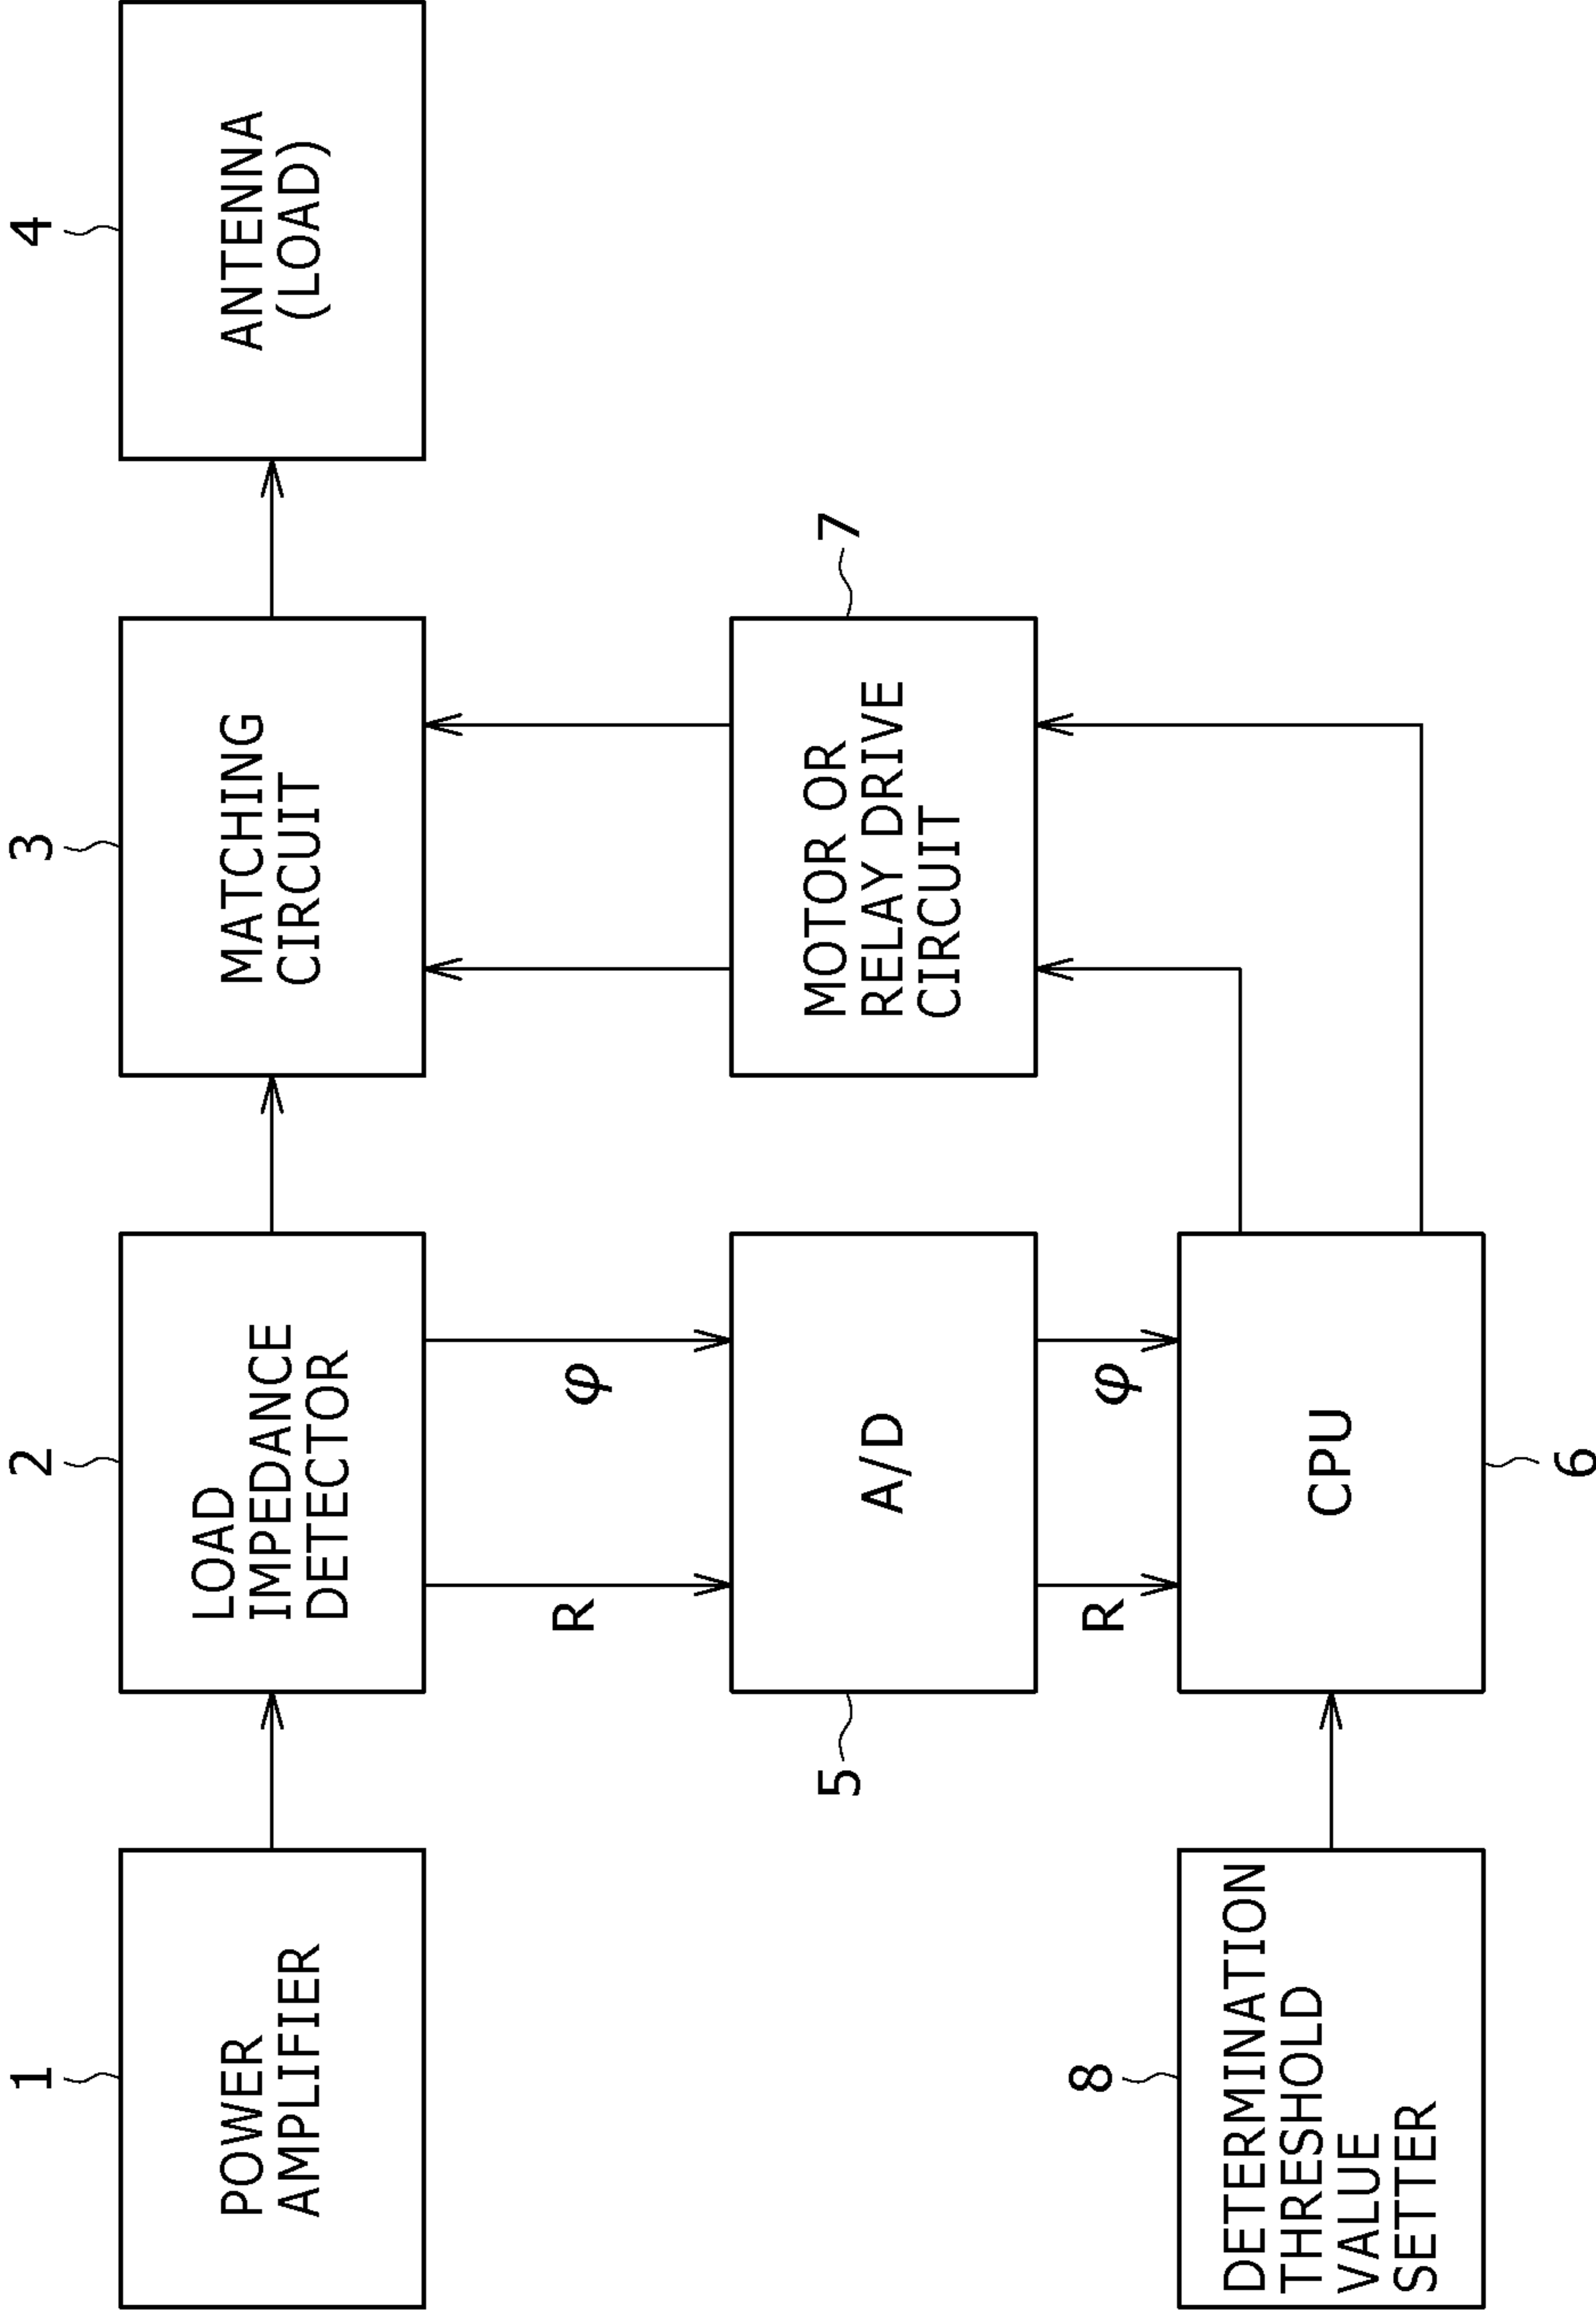 1
2
3
4
POWER
AMPLIFIER
LOAD
IMPEDANCE
DETECTOR
MATCHING
CIRCUIT
ANTENNA
(LOAD)
R
φ
5
A/D
MOTOR OR
RELAY DRIVE
CIRCUIT
7
R
φ
8
DETERMINATION
THRESHOLD
VALUE
SETTER
CPU
6